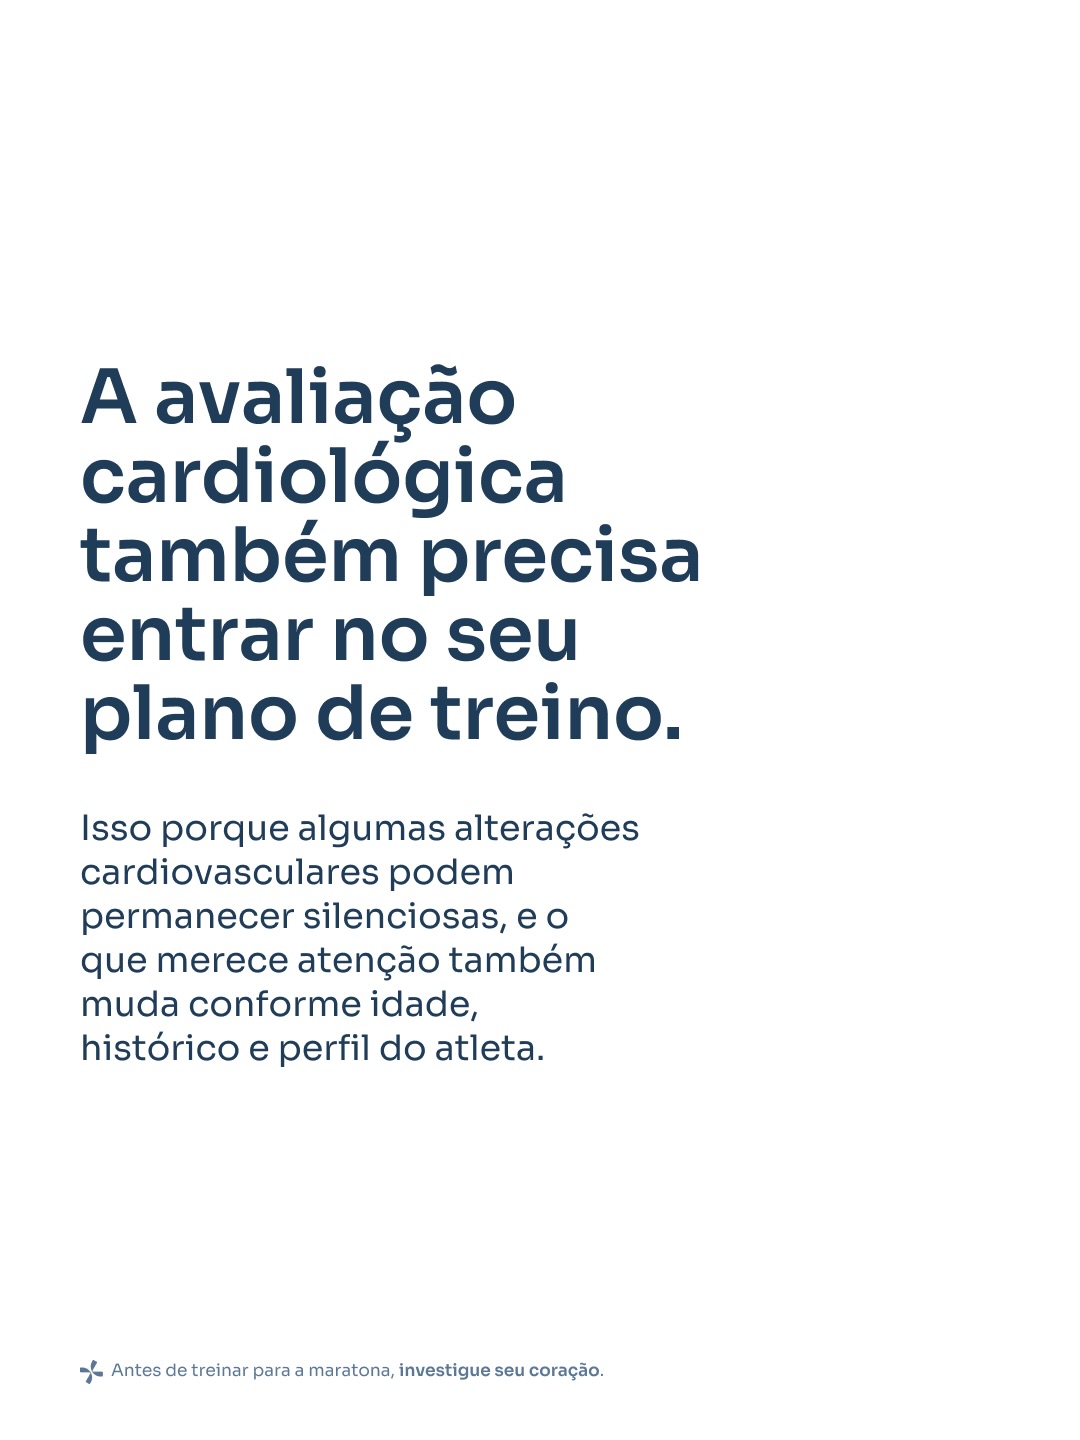 A avaliação
cardiológica
também precisa
entrar no seu
plano de treino.
Isso porque algumas alterações
cardiovasculares podem
permanecer silenciosas, e o
que merece atenção também
muda conforme idade,
histórico e perfil do atleta.
Antes de treinar para a maratona, investigue seu coração.